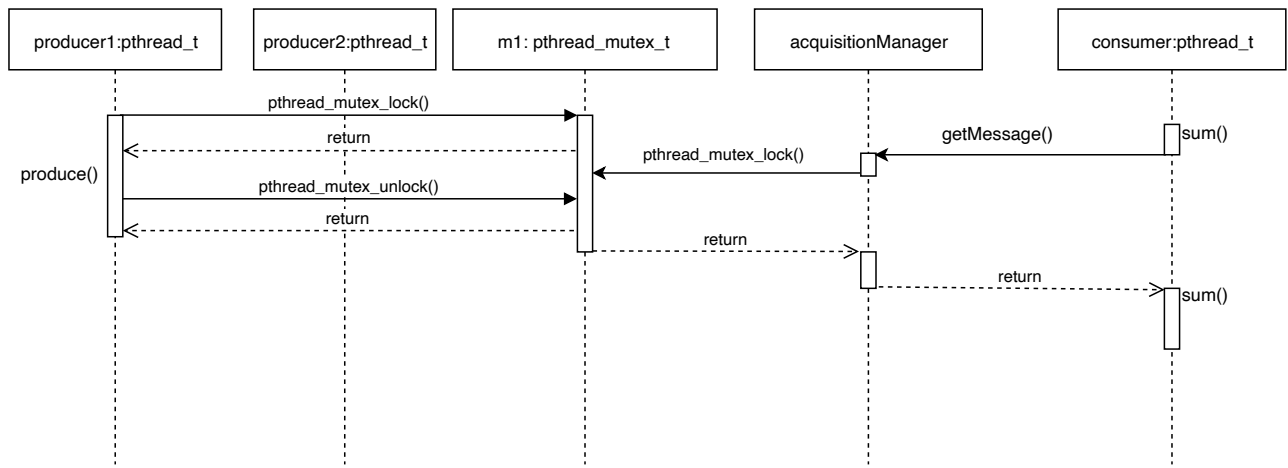 producer1:pthread_t
producer2:pthread_t
m1: pthread_mutex_t
acquisitionManager
consumer:pthread_t
pthread_mutex_lock()
sum()
getMessage()
return
pthread_mutex_lock()
produce()
pthread_mutex_unlock()
return
return
return
sum()